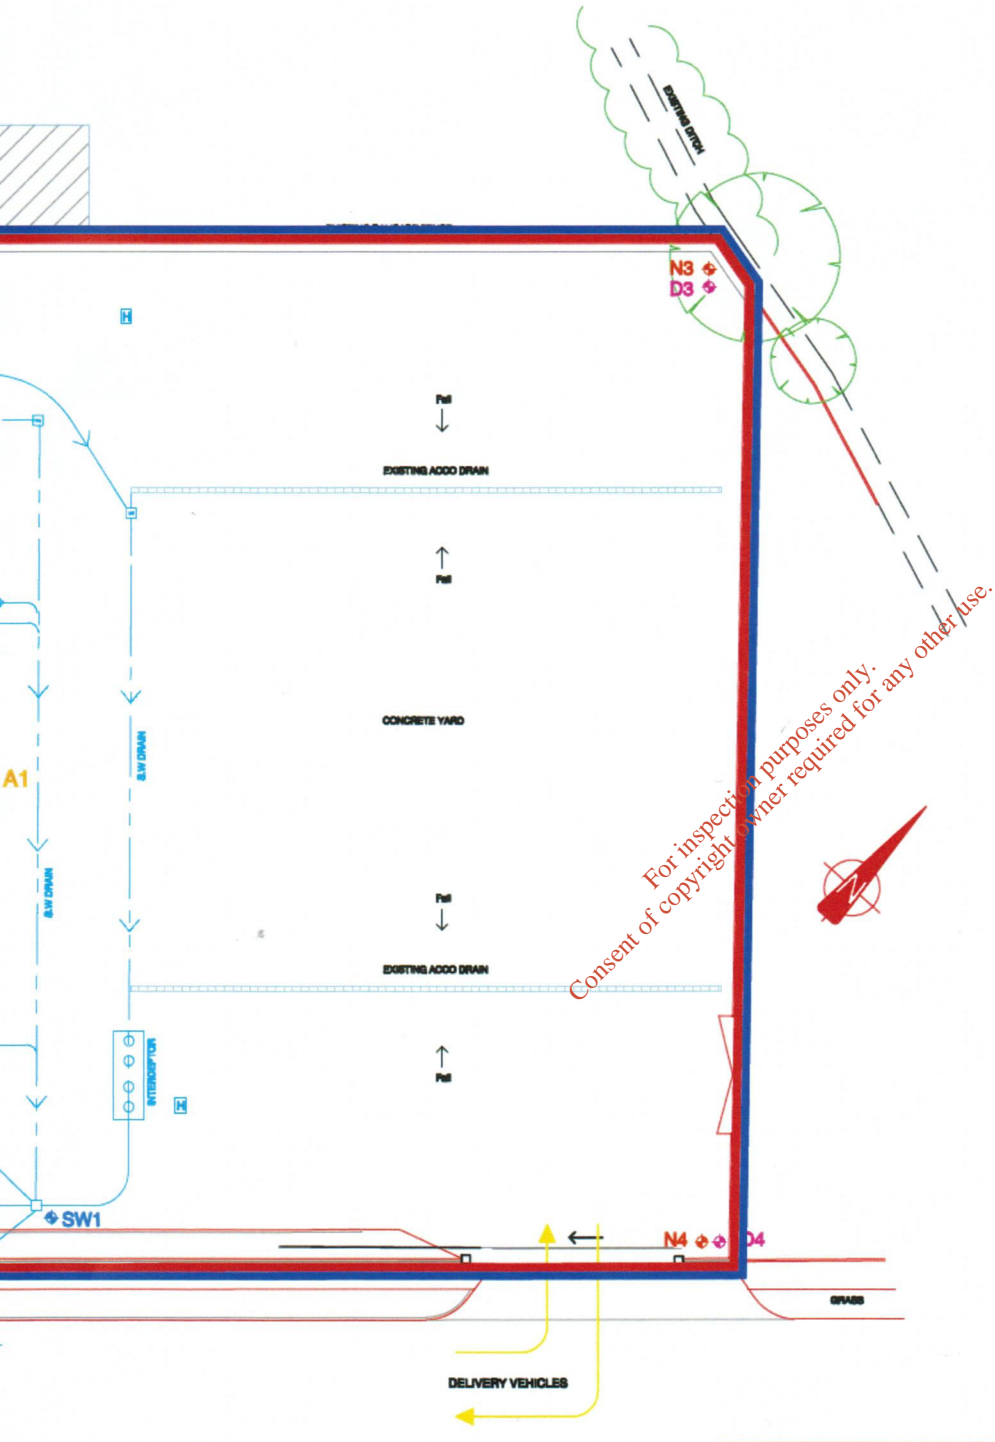 EXISTING DITCH
N3
D3
H
Fall
EXISTING ACCO DRAIN
Fall
CONCRETE YARD
S.W DRAIN
A1
For inspection purposes only.
Consent of copyright owner required for any other use.
N
S.W DRAIN
Fall
EXISTING ACCO DRAIN
INTERCEPTOR
Fall
H
SW1
N4
D4
GRASS
DELIVERY VEHICLES